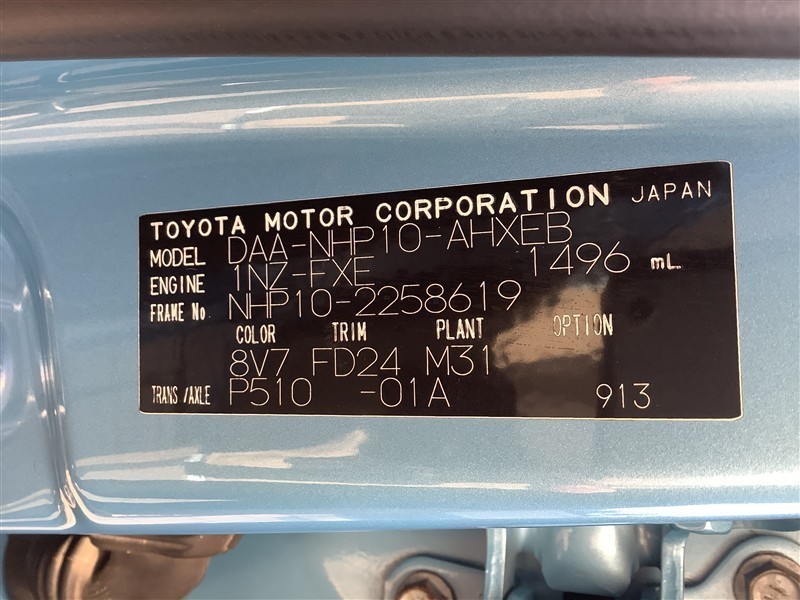 TOYOTA MOTOR CORPORATION JAPAN
MODEL DAA-NHP10-AHXEB
ENGINE 1NZ-FXE 1496 mL
FRAME No NHP10-2258619
COLOR TRIM PLANT OPTION
8V7 FD24 M31
TRANS/AXLE P510 -01A 913